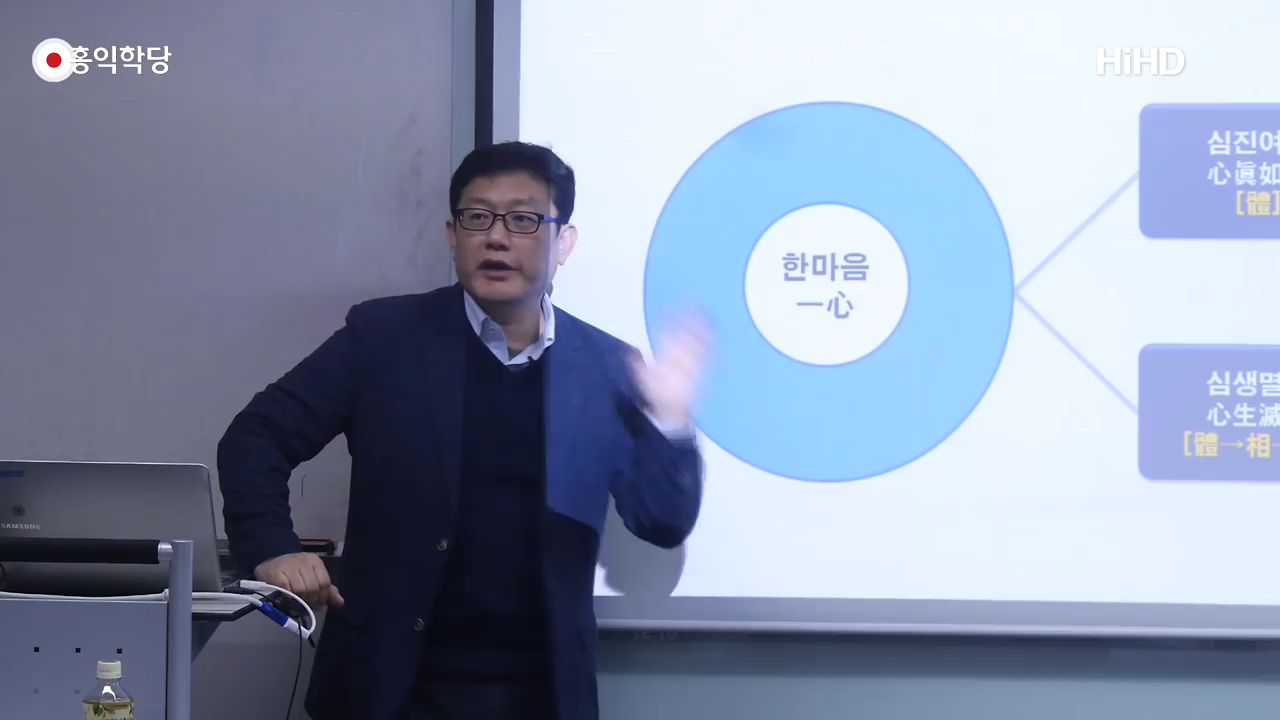 홍익학당
HiHD
한마음
一心
심진여
心眞如
[體]
심생멸
心生滅
[體→相→
SAMSUNG